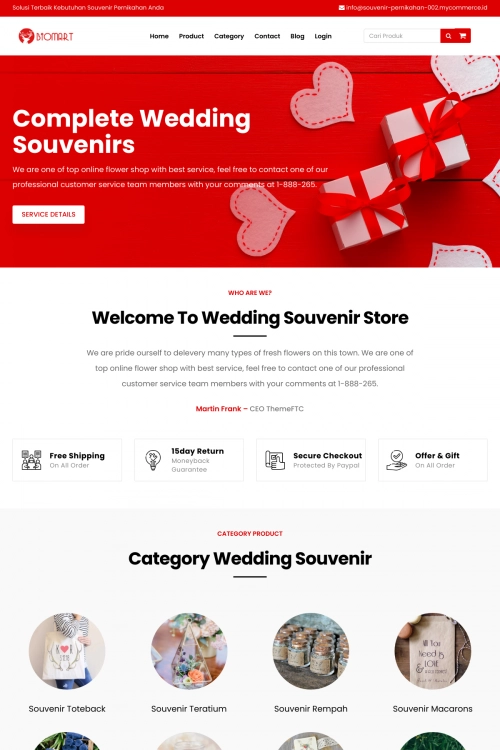 Solusi Terbaik Kebutuhan Souvenir Pernikahan Anda
info@souvenir-pernikahan-002.mycommerce.id
BTOMART
Home Product Category Contact Blog Login
Cari Produk
Complete Wedding
Souvenirs
We are one of top online flower shop with best service, feel free to contact one of our
professional customer service team members with your comments at 1-888-265.
SERVICE DETAILS
WHO ARE WE?
Welcome To Wedding Souvenir Store
We are pride ourself to delevery many types of fresh flowers on this town. We are one of
top online flower shop with best service, feel free to contact one of our professional
customer service team members with your comments at 1-888-265.
Martin Frank – CEO ThemeFTC
Free Shipping
On All Order
15day Return
Moneyback
Guarantee
Secure Checkout
Protected By Paypal
Offer & Gift
On All Order
CATEGORY PRODUCT
Category Wedding Souvenir
All You
Need is
LOVE
Souvenir Toteback
Souvenir Teratium
Souvenir Rempah
Souvenir Macarons